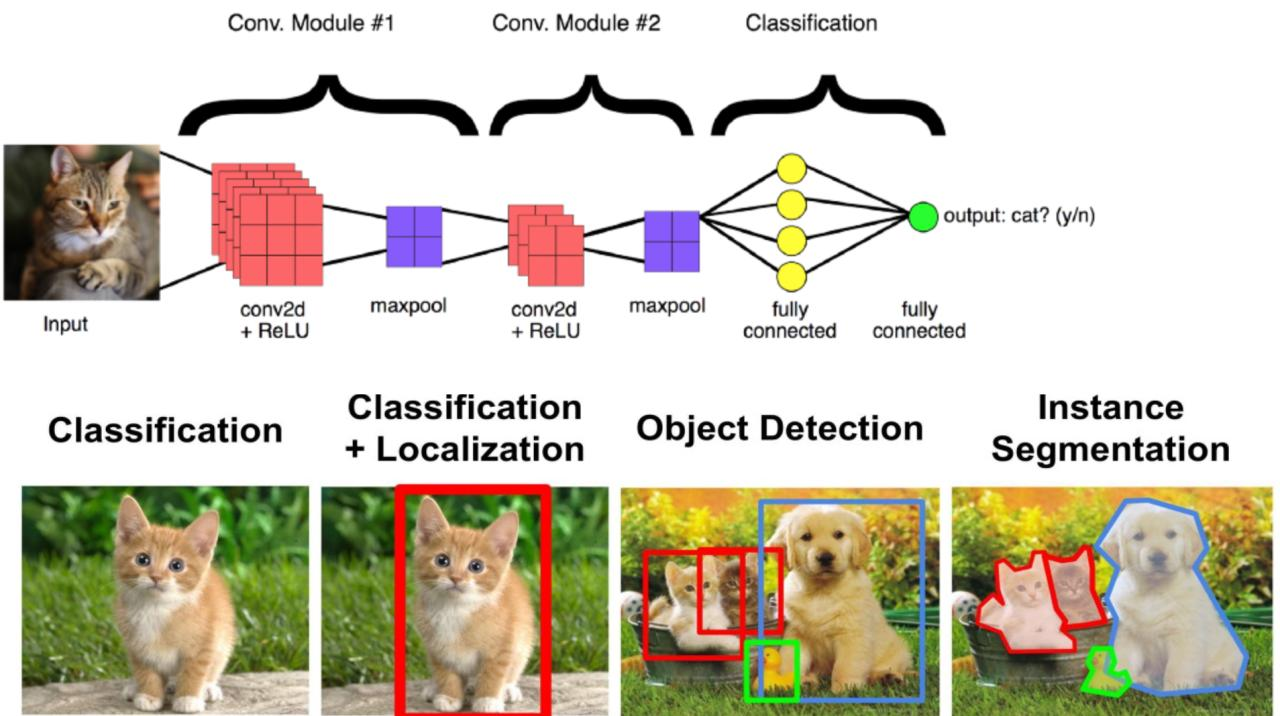 Conv. Module #1
Conv. Module #2
Classification
Input
conv2d
+ ReLU
maxpool
conv2d
+ ReLU
maxpool
fully
connected
fully
connected
output: cat? (y/n)
Classification
Classification
+ Localization
Object Detection
Instance
Segmentation